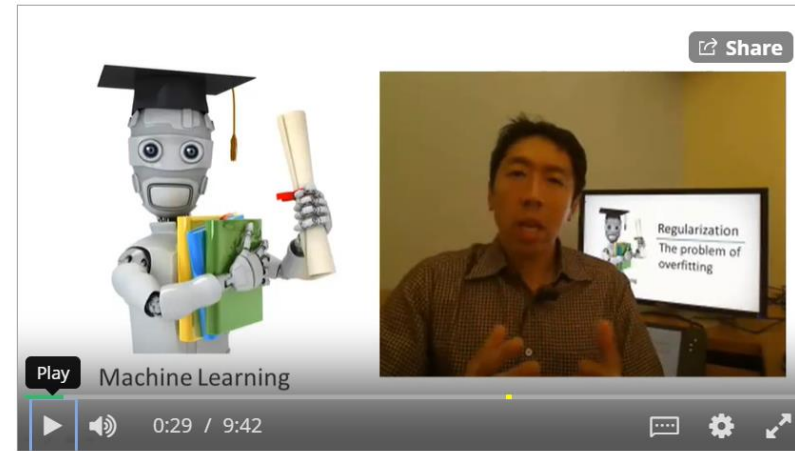 Share
Regularization
The problem of
overfitting
Play
Machine Learning
0:29 / 9:42